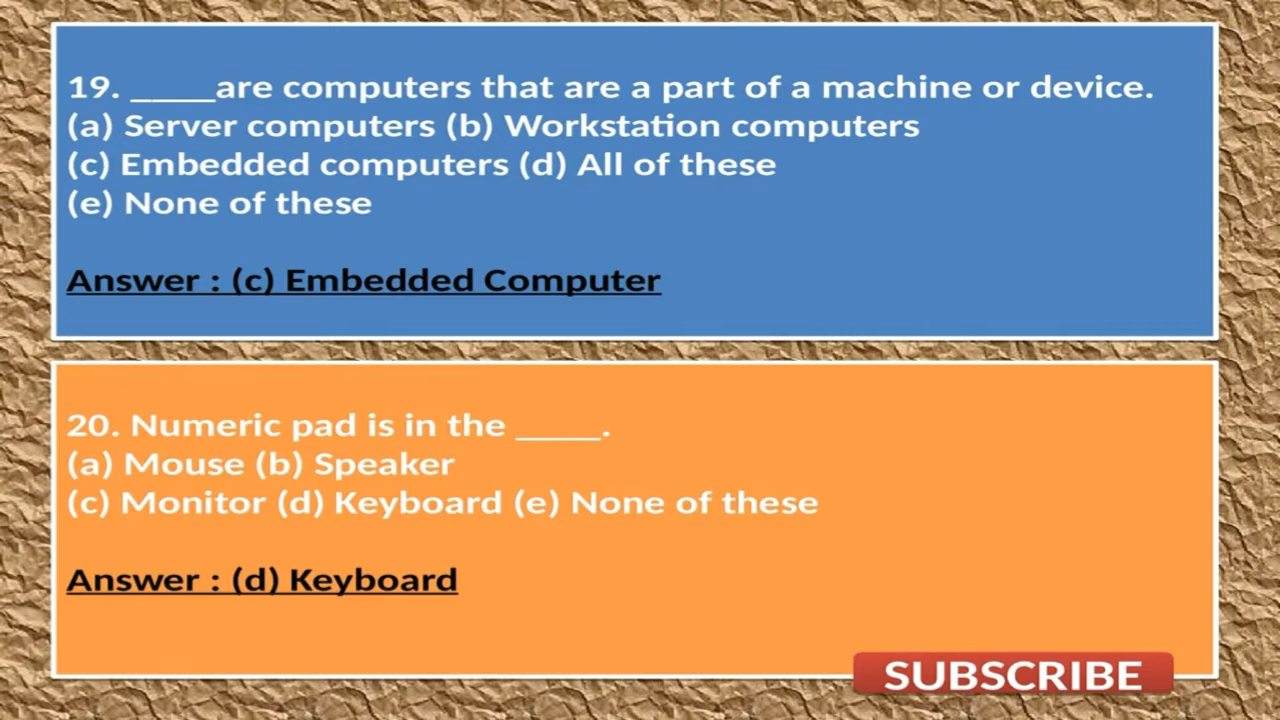 19. ____are computers that are a part of a machine or device.
(a) Server computers (b) Workstation computers
(c) Embedded computers (d) All of these
(e) None of these
Answer : (c) Embedded Computer
20. Numeric pad is in the ____.
(a) Mouse (b) Speaker
(c) Monitor (d) Keyboard (e) None of these
Answer : (d) Keyboard
SUBSCRIBE